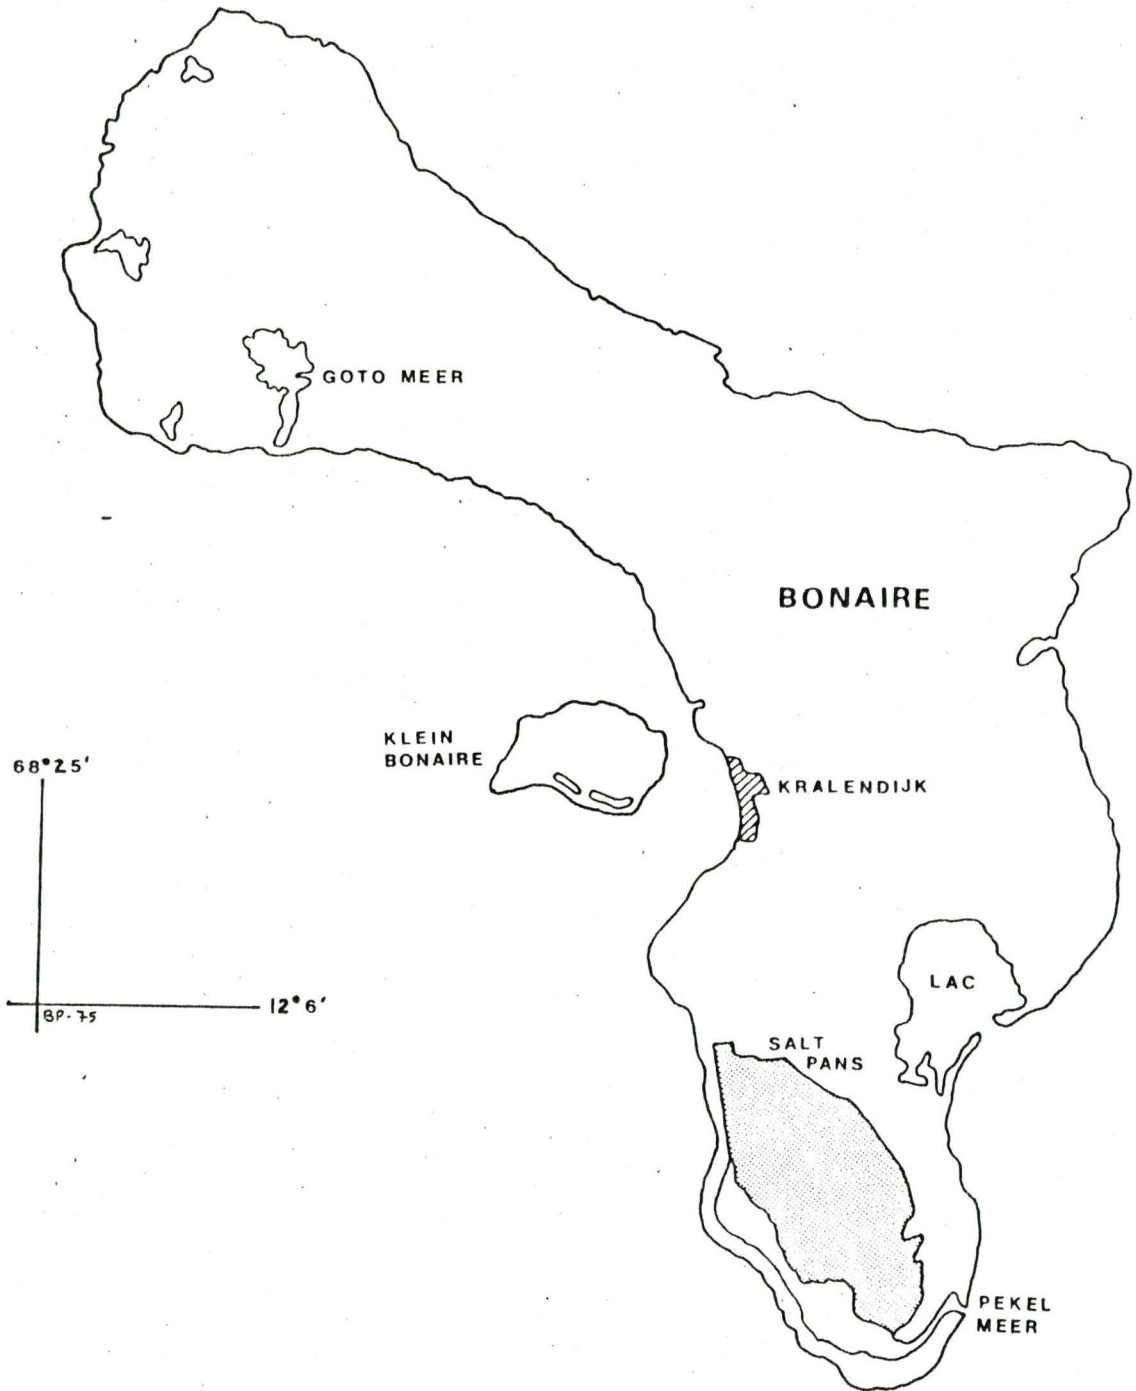 GOTO MEER
BONAIRE
KLEIN
BONAIRE
68°25'
KRALENDIJK
LAC
12°6'
BP-75
SALT
PANS
PEKEL
MEER